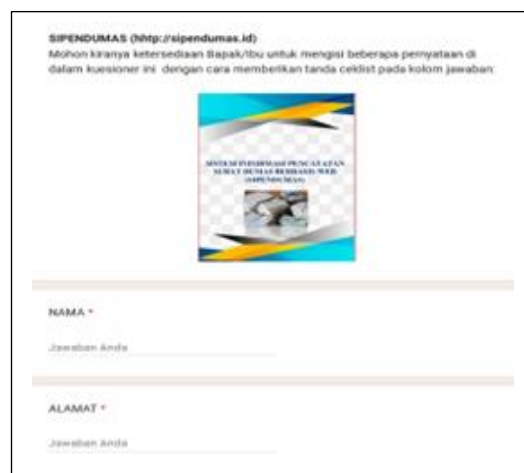 SIPENDUMAS (hhtp://sipendumas.id)
Mohon kiranya ketersediaan Bapak/Ibu untuk mengisi beberapa pernyataan di
dalam kuesioner ini dengan cara memberikan tanda ceklist pada kolom jawaban:
SISTEM INFORMASI PENCATATAN
SURAT DUMAS BERBASIS WEB
(SIPENDUMAS)
NAMA *
Jawaban Anda
ALAMAT *
Jawaban Anda